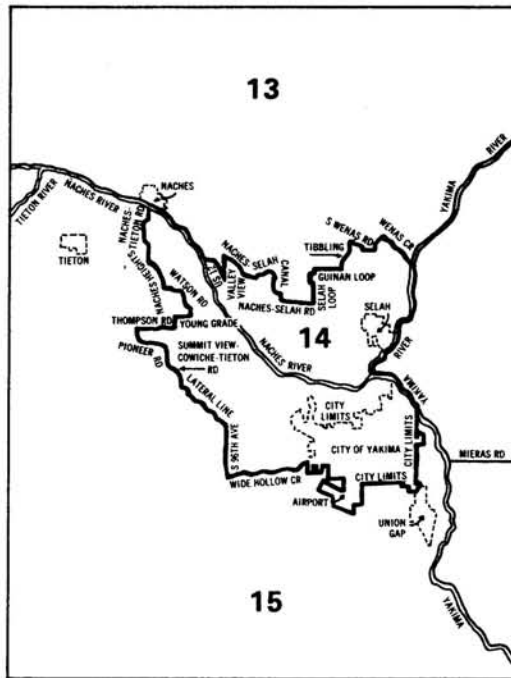 13
RIVER
YAKIMA
NACHES
NACHES RIVER
TIETON RIVER
NACHES-
TIETON RD
TIETON
S WENAS RD
WENAS CR
TIBBLING
NACHES-SELAH
CANAL
US 12
VALLEY
VIEW
GUINAN LOOP
SELAH
LOOP
NACHES-SELAH RD
NACHES HEIGHTS
WATSON RD
SELAH
14
THOMPSON RD
YOUNG GRADE
RIVER
PIONEER RD
SUMMIT VIEW-
COWICHE-TIETON
RD
NACHES RIVER
LATERAL LINE
YAKIMA
CITY
LIMITS
S 96TH AVE
CITY OF YAKIMA
CITY LIMITS
MIERAS RD
WIDE HOLLOW CR
CITY LIMITS
AIRPORT
UNION
GAP
15
YAKIMA